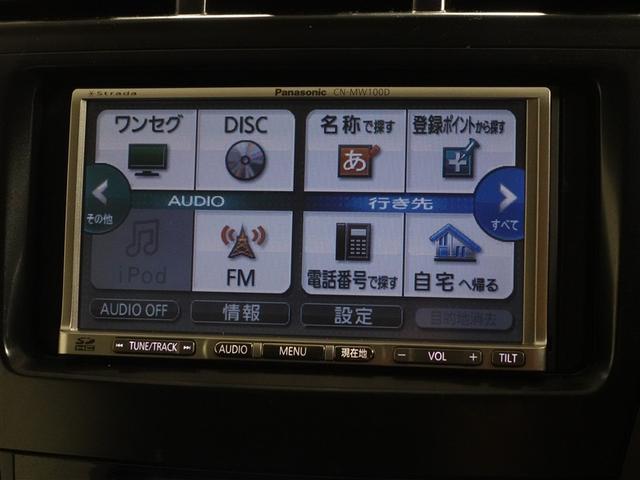 Strada
Panasonic CN-MW100D
ワンセグ DISC 名称で探す 登録ポイントから探す
あ
その他 AUDIO 行き先 すべて
iPod FM 電話番号で探す 自宅へ帰る
AUDIO OFF 情報 設定 目的地消去
SD HC TUNE/TRACK AUDIO MENU 現在地 − VOL + TILT